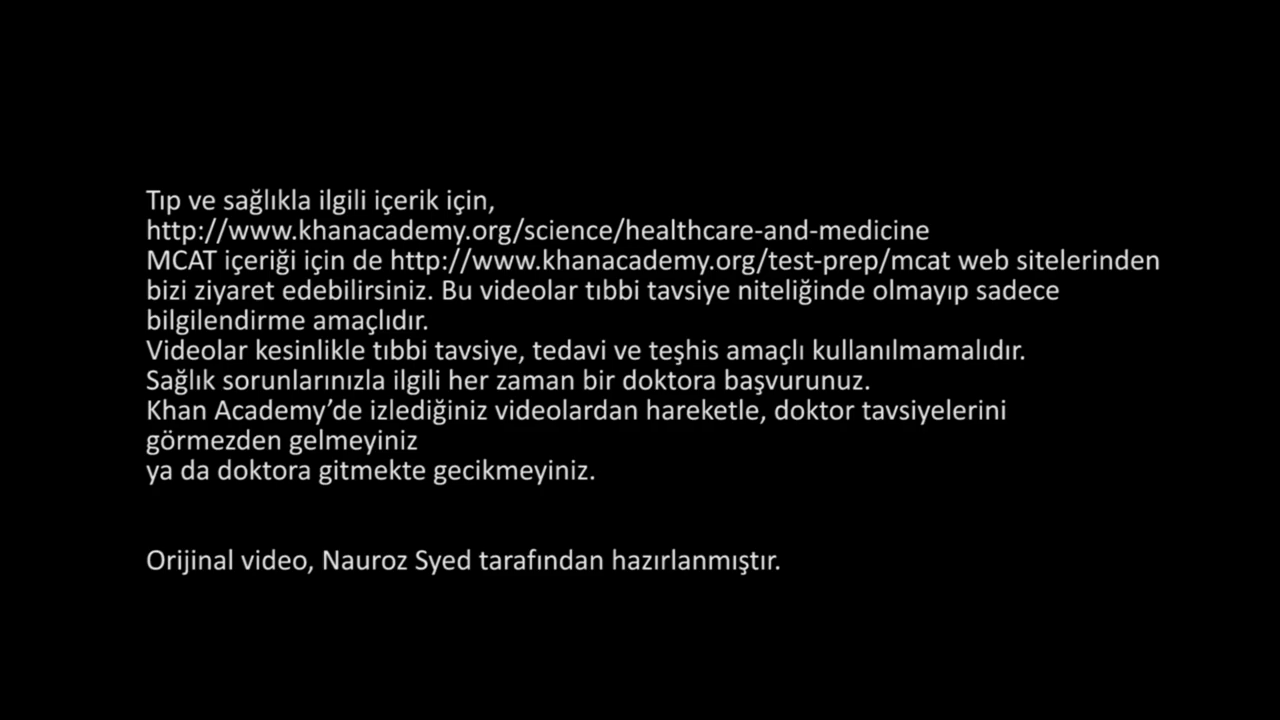 Tıp ve sağlıkla ilgili içerik için,
http://www.khanacademy.org/science/healthcare-and-medicine
MCAT içeriği için de http://www.khanacademy.org/test-prep/mcat web sitelerinden
bizi ziyaret edebilirsiniz. Bu videolar tıbbi tavsiye niteliğinde olmayıp sadece
bilgilendirme amaçlıdır.
Videolar kesinlikle tıbbi tavsiye, tedavi ve teşhis amaçlı kullanılmamalıdır.
Sağlık sorunlarınızla ilgili her zaman bir doktora başvurunuz.
Khan Academy’de izlediğiniz videolardan hareketle, doktor tavsiyelerini
görmezden gelmeyiniz
ya da doktora gitmekte gecikmeyiniz.
Orijinal video, Nauroz Syed tarafından hazırlanmıştır.